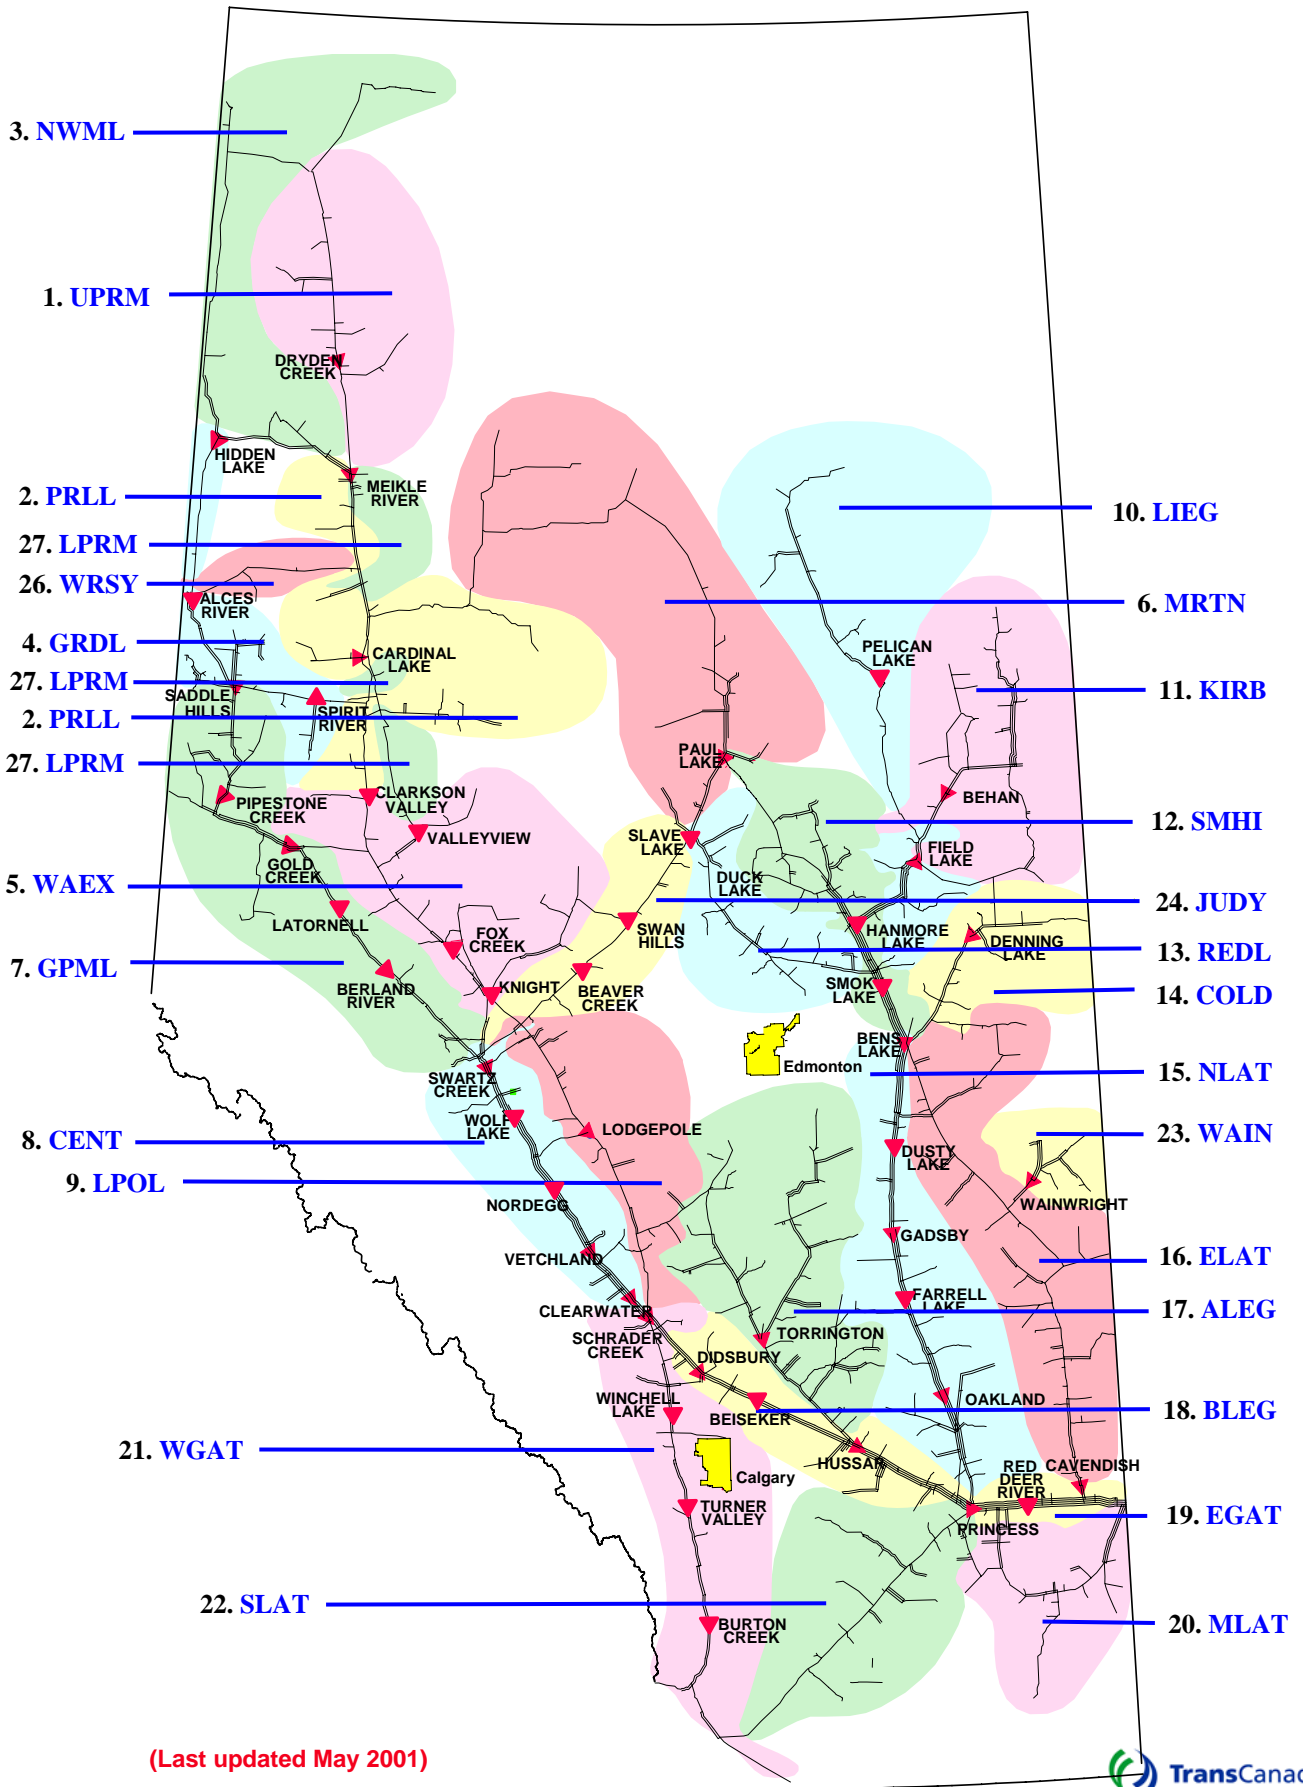 3. NWML
1. UPRM
DRYDEN
CREEK
HIDDEN
LAKE
MEIKLE
RIVER
2. PRLL
10. LIEG
27. LPRM
26. WRSY
ALCES
RIVER
6. MRTN
4. GRDL
CARDINAL
LAKE
PELICAN
LAKE
27. LPRM
SADDLE
HILLS
SPIRIT
RIVER
11. KIRB
2. PRLL
PAUL
LAKE
27. LPRM
PIPESTONE
CREEK
CLARKSON
VALLEY
BEHAN
VALLEYVIEW
SLAVE
LAKE
12. SMHI
GOLD
CREEK
FIELD
LAKE
5. WAEX
DUCK
LAKE
24. JUDY
LATORNELL
FOX
CREEK
SWAN
HILLS
HANMORE
LAKE
DENNING
LAKE
13. REDL
7. GPML
BERLAND
RIVER
KNIGHT
BEAVER
CREEK
SMOK
LAKE
14. COLD
BENS
LAKE
Edmonton
SWARTZ
CREEK
15. NLAT
WOLF
LAKE
LODGEPOLE
23. WAIN
8. CENT
DUSTY
LAKE
9. LPOL
NORDEGG
WAINWRIGHT
GADSBY
VETCHLAND
16. ELAT
FARRELL
LAKE
CLEARWATER
17. ALEG
SCHRADER
CREEK
TORRINGTON
DIDSBURY
WINCHELL
LAKE
BEISEKER
OAKLAND
18. BLEG
21. WGAT
HUSSAR
RED
DEER
RIVER
CAVENDISH
Calgary
TURNER
VALLEY
PRINCESS
19. EGAT
22. SLAT
BURTON
CREEK
20. MLAT
(Last updated May 2001)
TransCanad